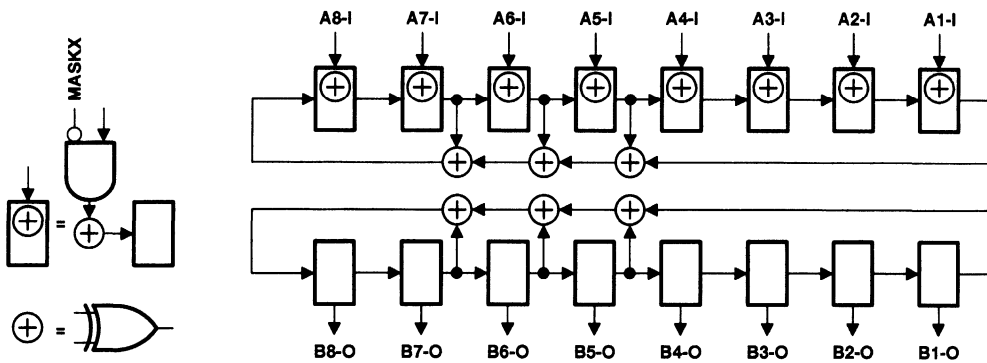 A8-I A7-I A6-I A5-I A4-I A3-I A2-I A1-I
MASKX
=
=
B8-O B7-O B6-O B5-O B4-O B3-O B2-O B1-O